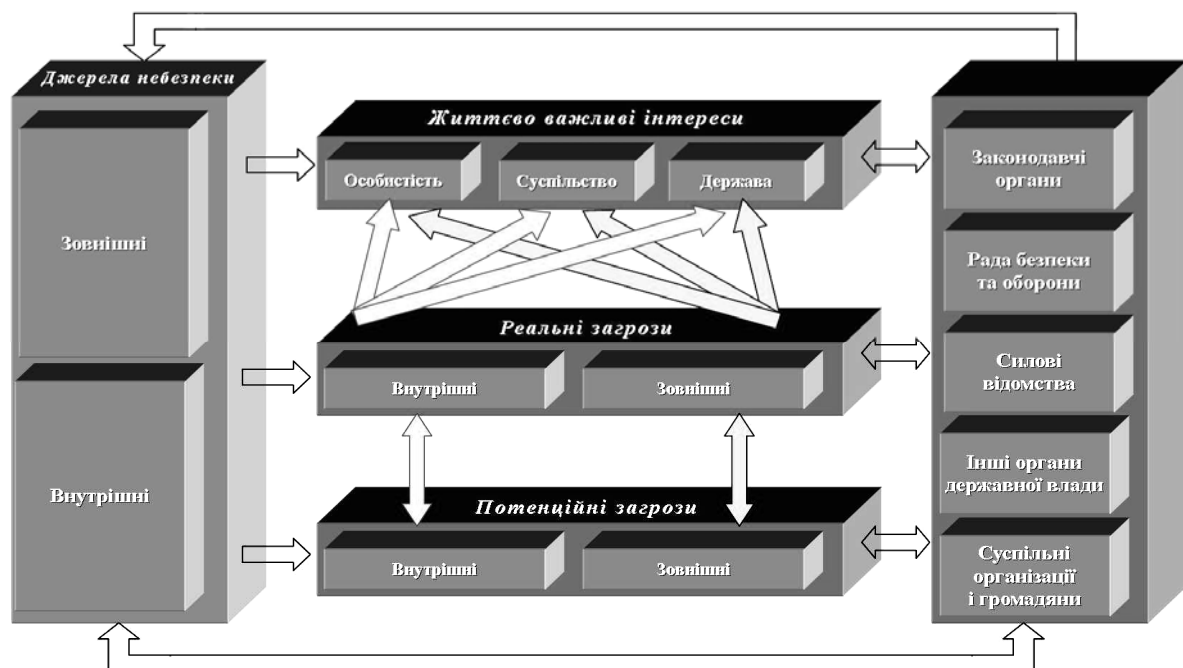 Джерела небезпеки
Зовнішні
Внутрішні
Життєво важливі інтереси
Особистість
Суспільство
Держава
Реальні загрози
Внутрішні
Зовнішні
Потенційні загрози
Внутрішні
Зовнішні
Законодавчі
органи
Рада безпеки
та оборони
Силові
відомства
Інші органи
державної влади
Суспільні
організації
і громадяни